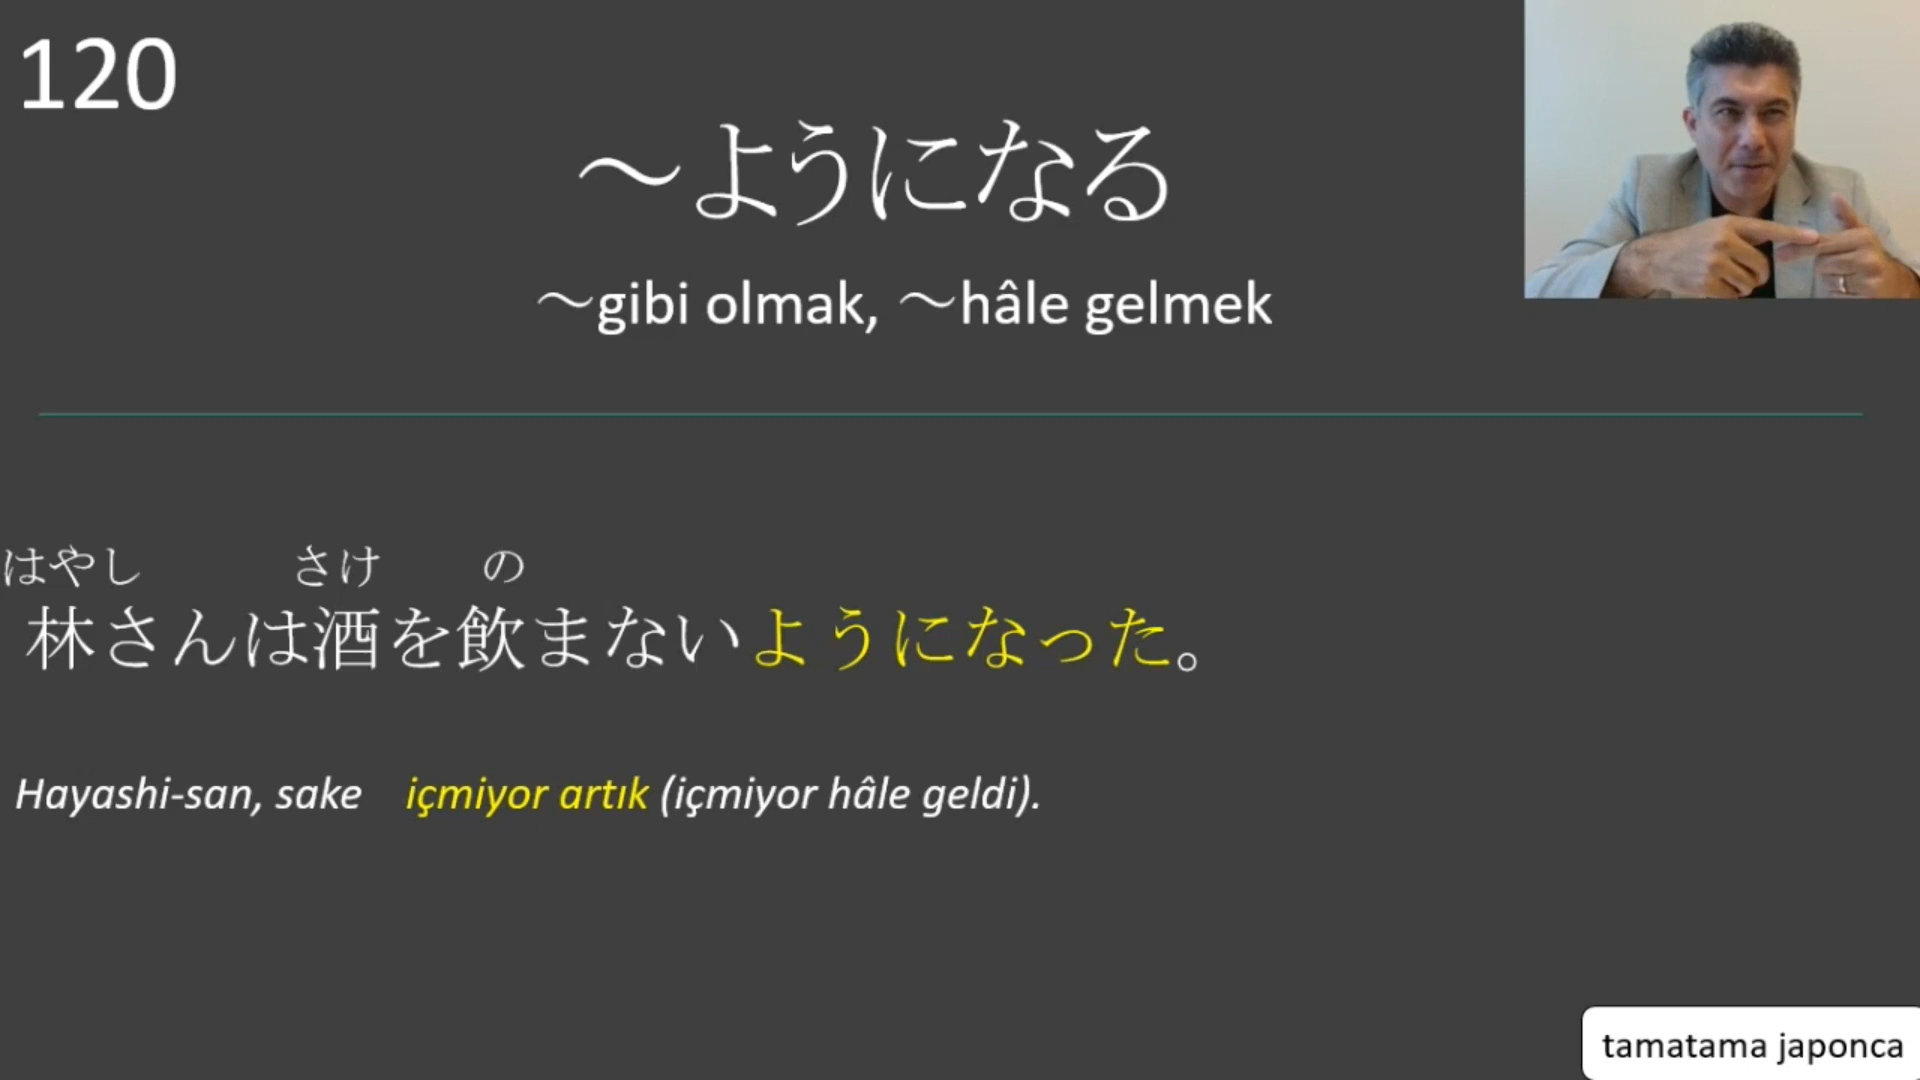 120
～ようになる
～gibi olmak, ～hâle gelmek
はやし さけ の
林さんは酒を飲まないようになった。
Hayashi-san, sake içmiyor artık (içmiyor hâle geldi).
tamatama japonca